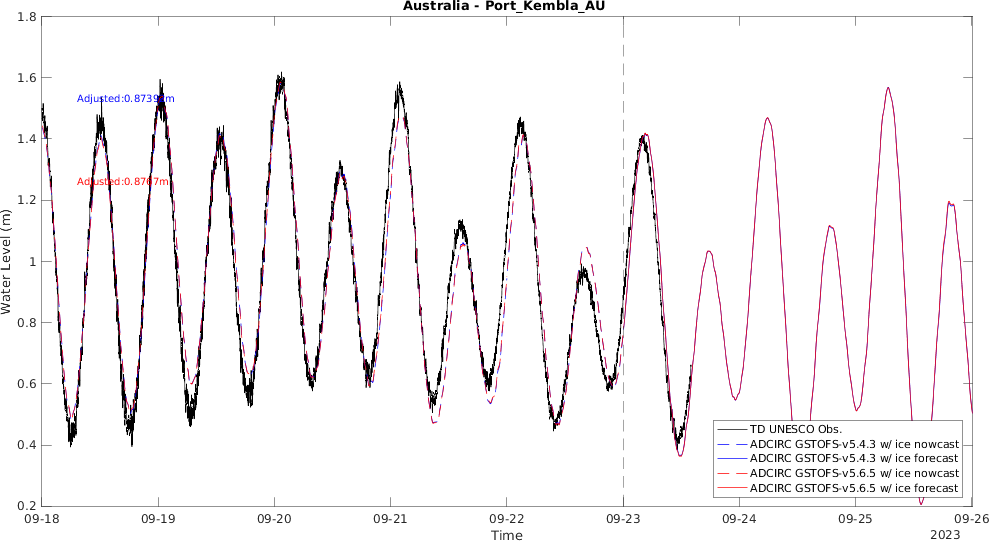 Australia - Port_Kembla_AU
1.8
1.6
Adjusted:0.8739m
1.4
Adjusted:0.8707m
1.2
Water Level (m)
1
0.8
0.6
0.4
0.2
TD UNESCO Obs.
ADCIRC GSTOFS-v5.4.3 w/ ice nowcast
ADCIRC GSTOFS-v5.4.3 w/ ice forecast
ADCIRC GSTOFS-v5.6.5 w/ ice nowcast
ADCIRC GSTOFS-v5.6.5 w/ ice forecast
09-18 09-19 09-20 09-21 09-22 09-23 09-24 09-25 09-26
Time
2023